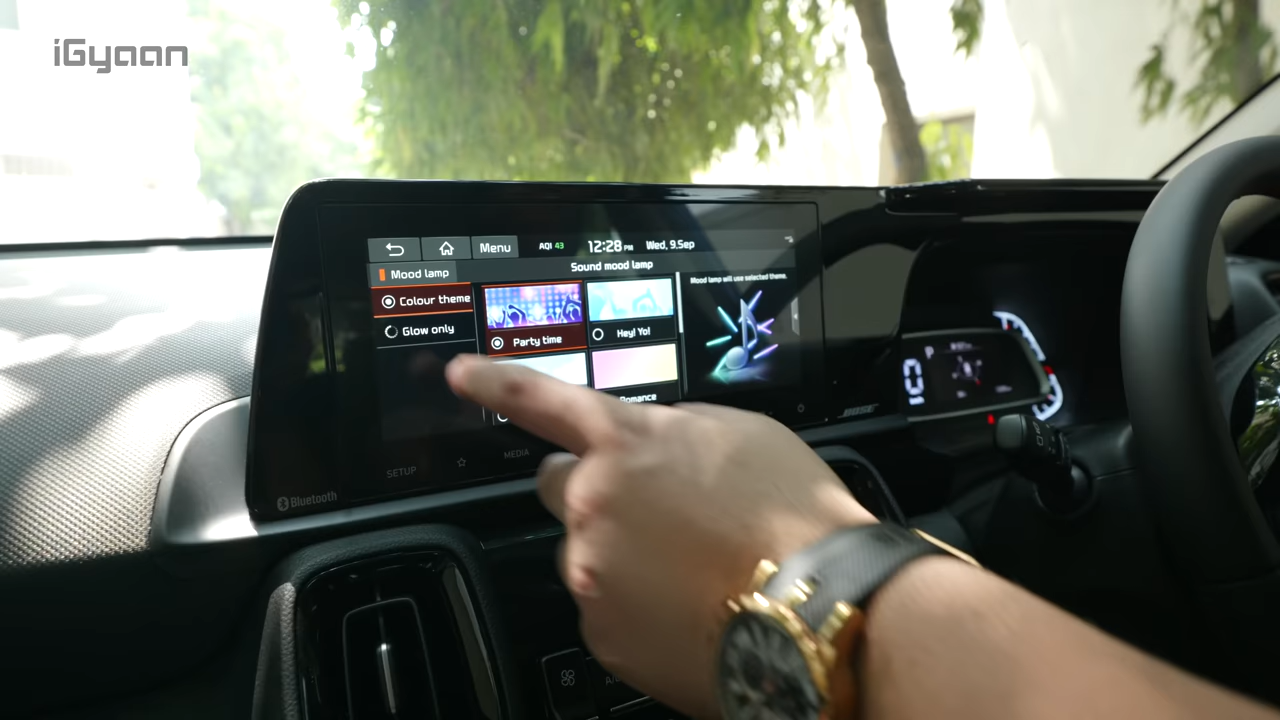 iGyaan
Menu
AQI 43
12:28 PM
Wed, 9.Sep
Mood lamp
Sound mood lamp
Colour theme
Glow only
Party time
Hey! Yo!
Romance
Mood lamp will use selected theme.
SETUP
MEDIA
Bluetooth
BOSE
P
0